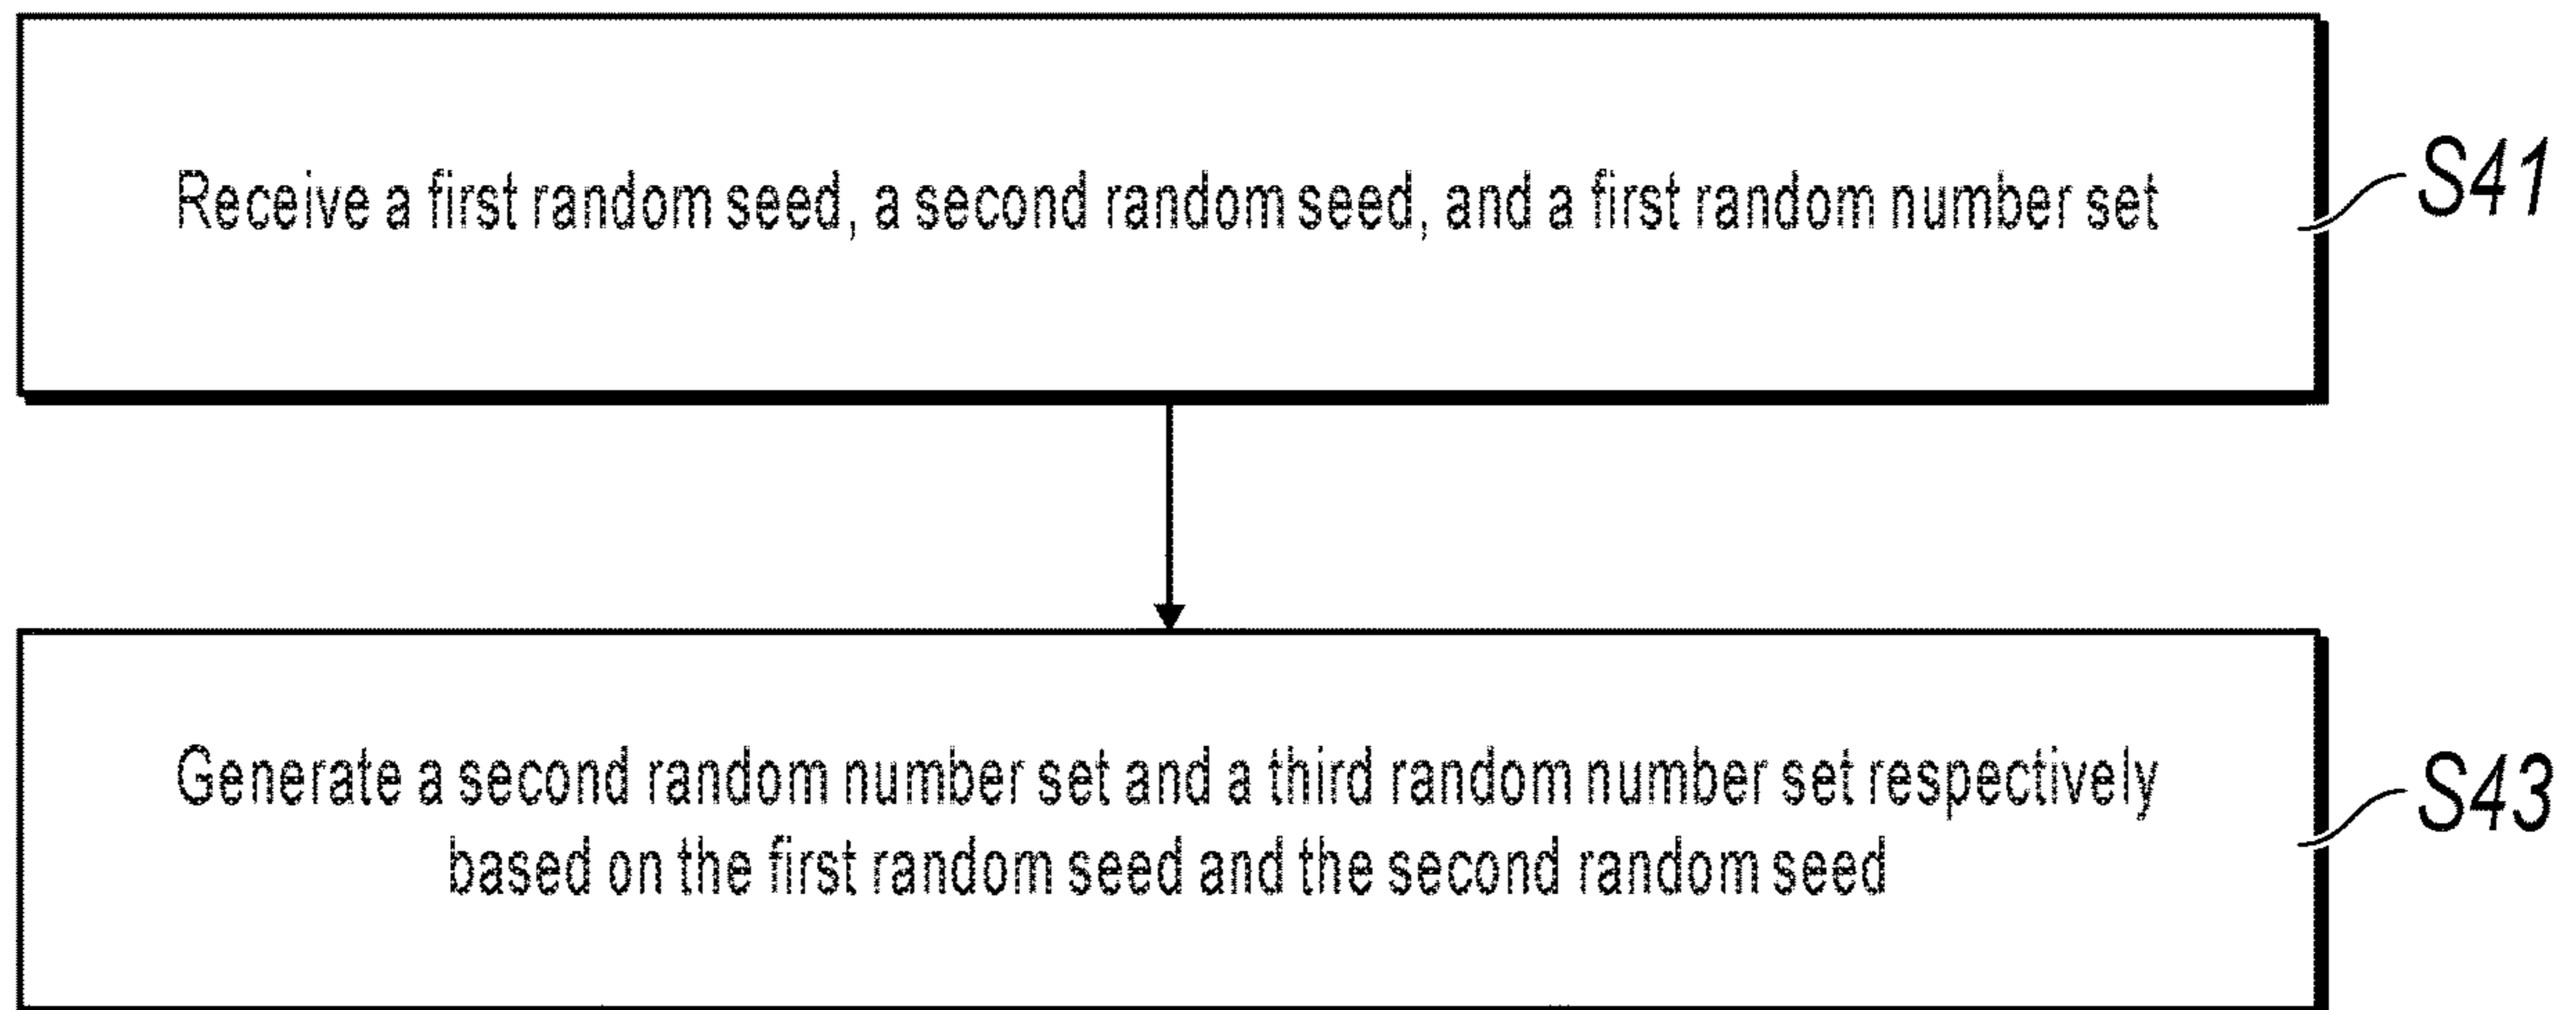 Receive a first random seed, a second random seed, and a first random number set
S41
Generate a second random number set and a third random number set respectively
based on the first random seed and the second random seed
S43